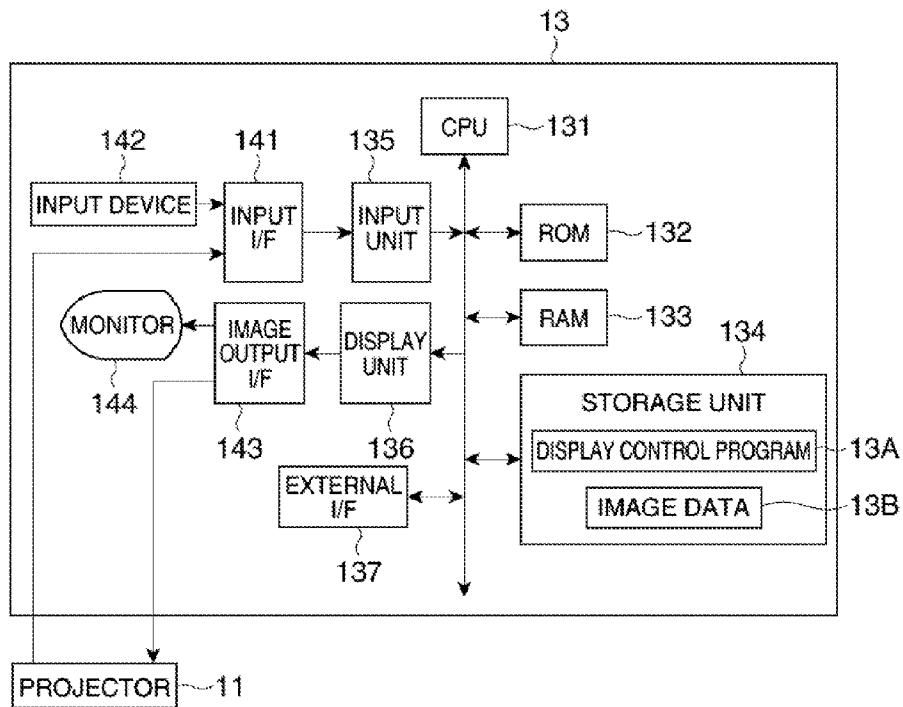 13
CPU
131
142
141
135
INPUT DEVICE
INPUT
I/F
INPUT
UNIT
ROM
132
RAM
133
MONITOR
144
IMAGE
OUTPUT
I/F
143
DISPLAY
UNIT
136
134
STORAGE UNIT
DISPLAY CONTROL PROGRAM
13A
IMAGE DATA
13B
EXTERNAL
I/F
137
PROJECTOR
11